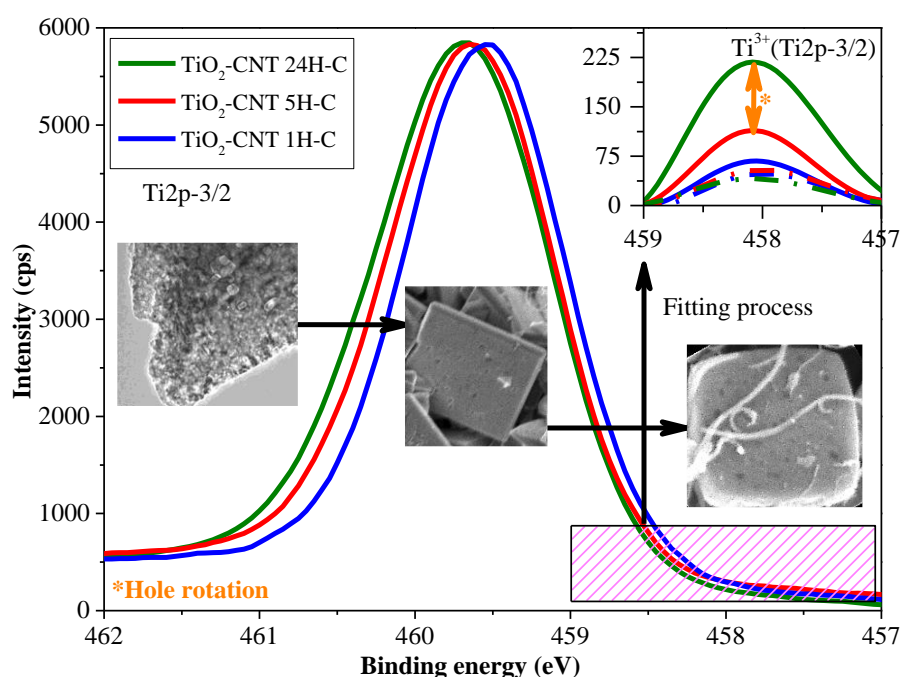 6000
5000
4000
3000
2000
1000
0
Intensity (cps)
TiO₂-CNT 24H-C
TiO₂-CNT 5H-C
TiO₂-CNT 1H-C
Ti2p-3/2
Ti³⁺(Ti2p-3/2)
225
150
75
0
*
459
458
457
Fitting process
*Hole rotation
462
461
460
459
458
457
Binding energy (eV)